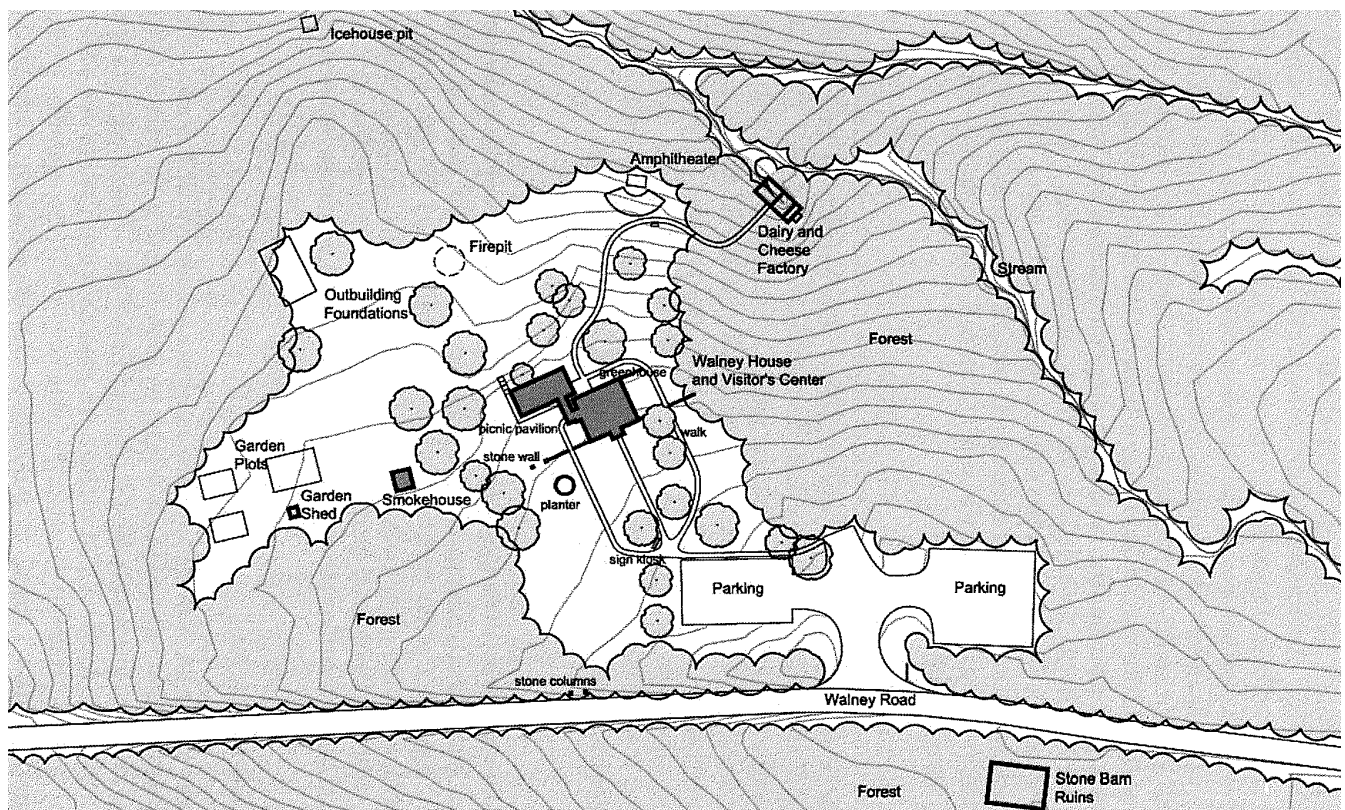 Icehouse pit
Amphitheater
Dairy and
Cheese
Factory
Firepit
Stream
Outbuilding
Foundations
Forest
Walney House
and Visitor's Center
greenhouse
picnic pavilion
walk
stone wall
Garden
Plots
Garden
Shed
Smokehouse
planter
sign kiosk
Parking
Parking
Forest
stone columns
Walney Road
Stone Barn
Ruins
Forest